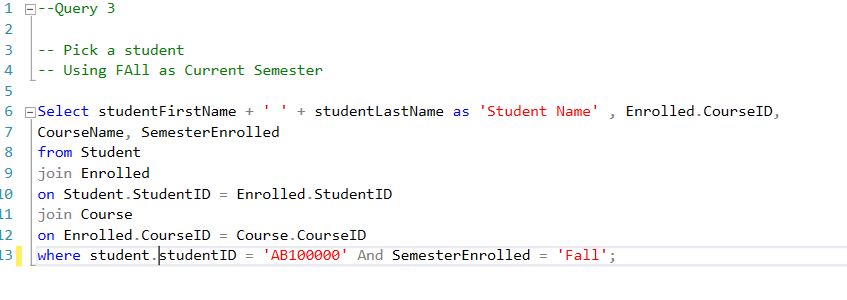 1 --Query 3
2
3 -- Pick a student
4 -- Using FAll as Current Semester
5
6 Select studentFirstName + ' ' + studentLastName as 'Student Name' , Enrolled.CourseID,
7 CourseName, SemesterEnrolled
8 from Student
9 join Enrolled
10 on Student.StudentID = Enrolled.StudentID
11 join Course
12 on Enrolled.CourseID = Course.CourseID
13 where student.studentID = 'AB100000' And SemesterEnrolled = 'Fall';